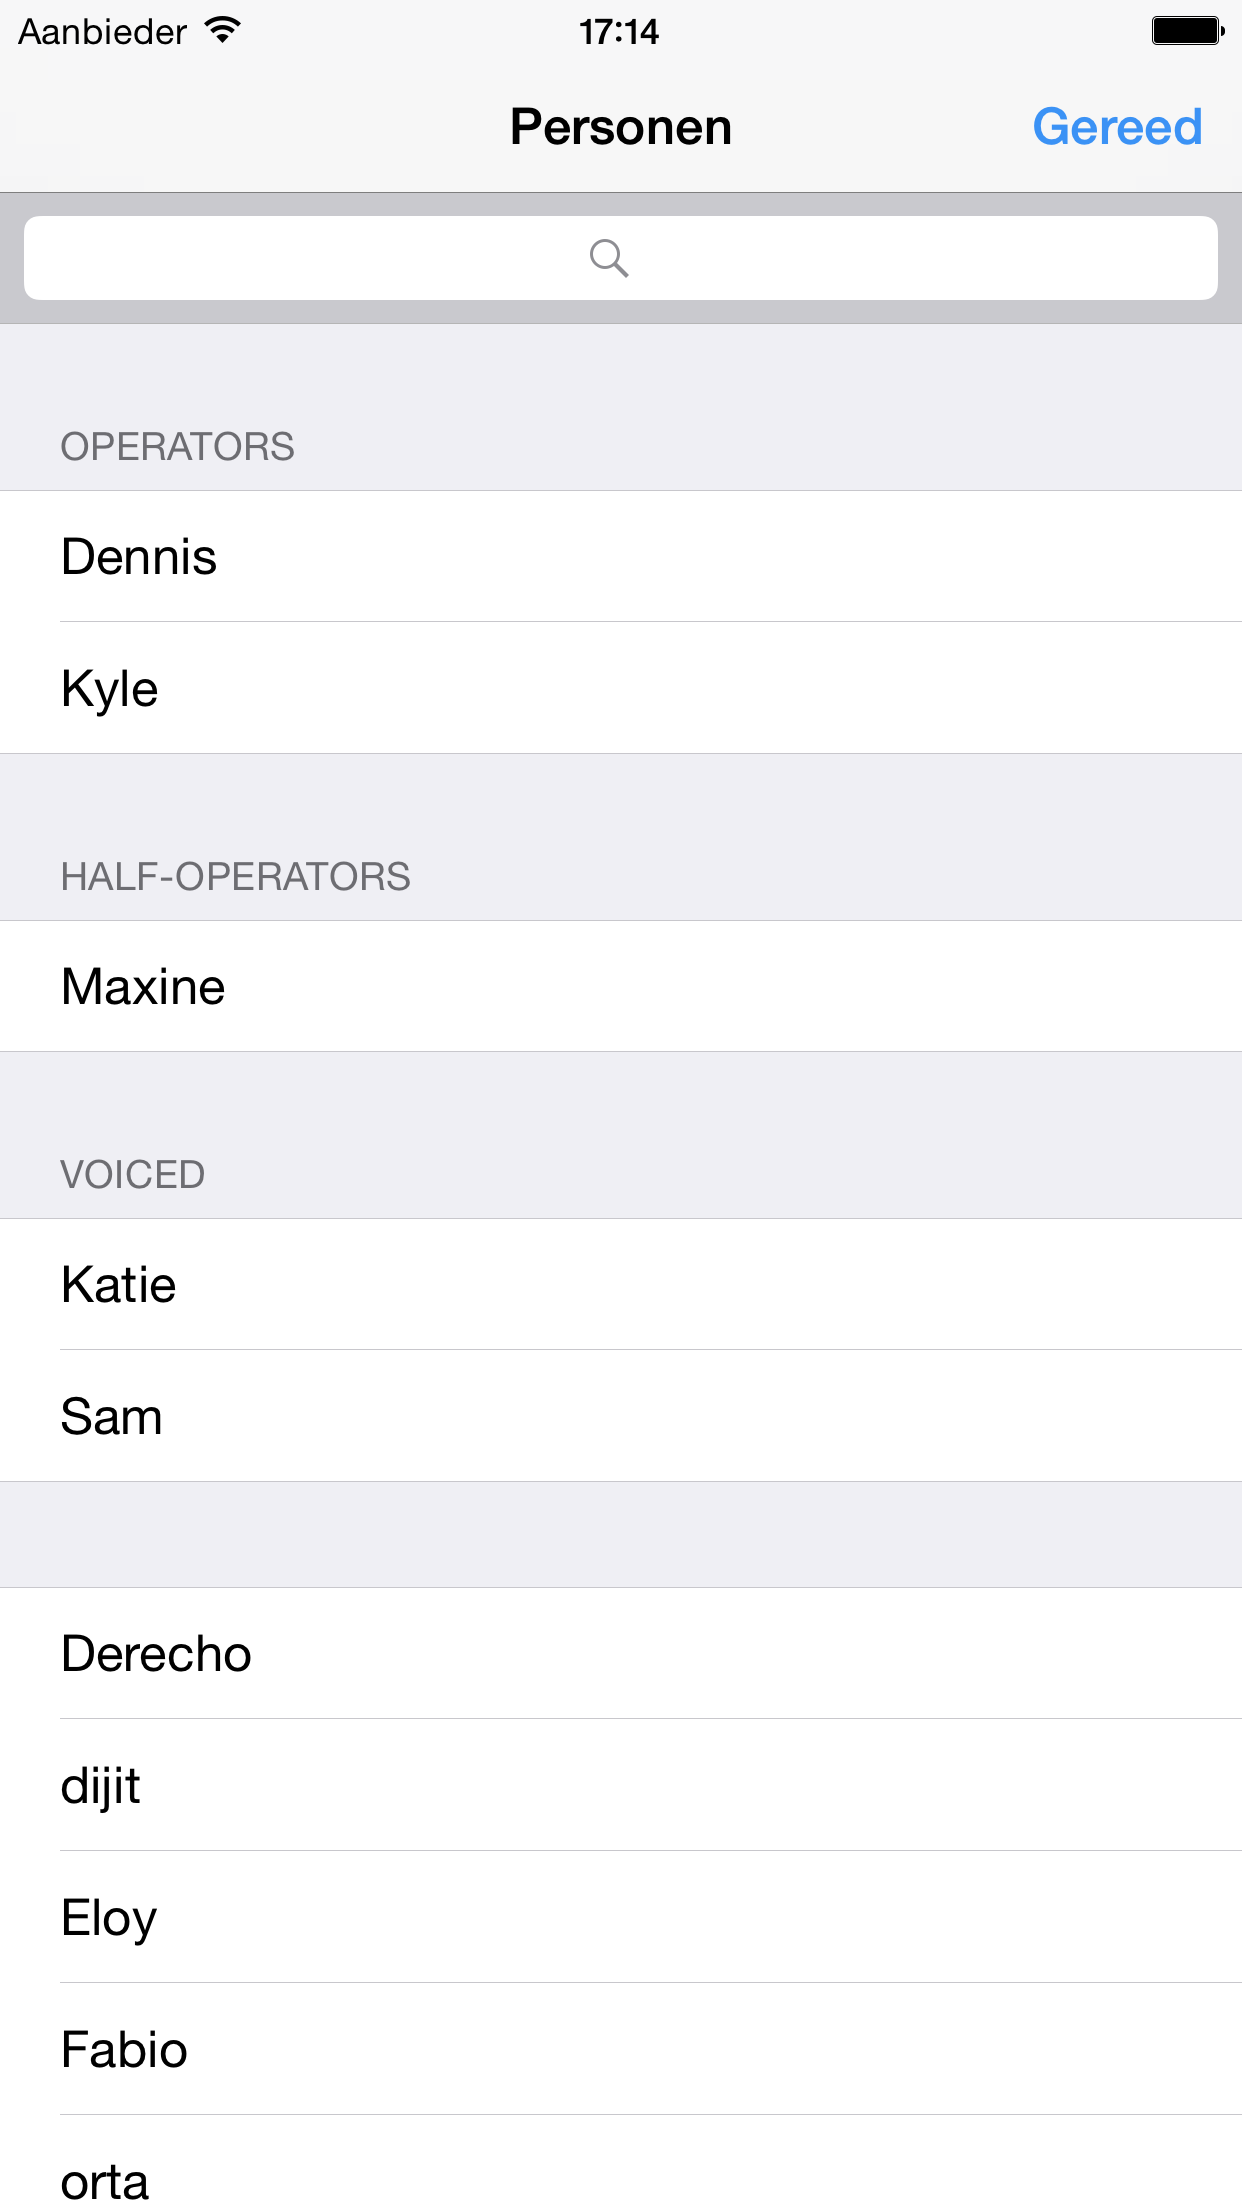 Aanbieder 17:14
Personen Gereed
OPERATORS
Dennis
Kyle
HALF-OPERATORS
Maxine
VOICED
Katie
Sam
Derecho
dijit
Eloy
Fabio
orta